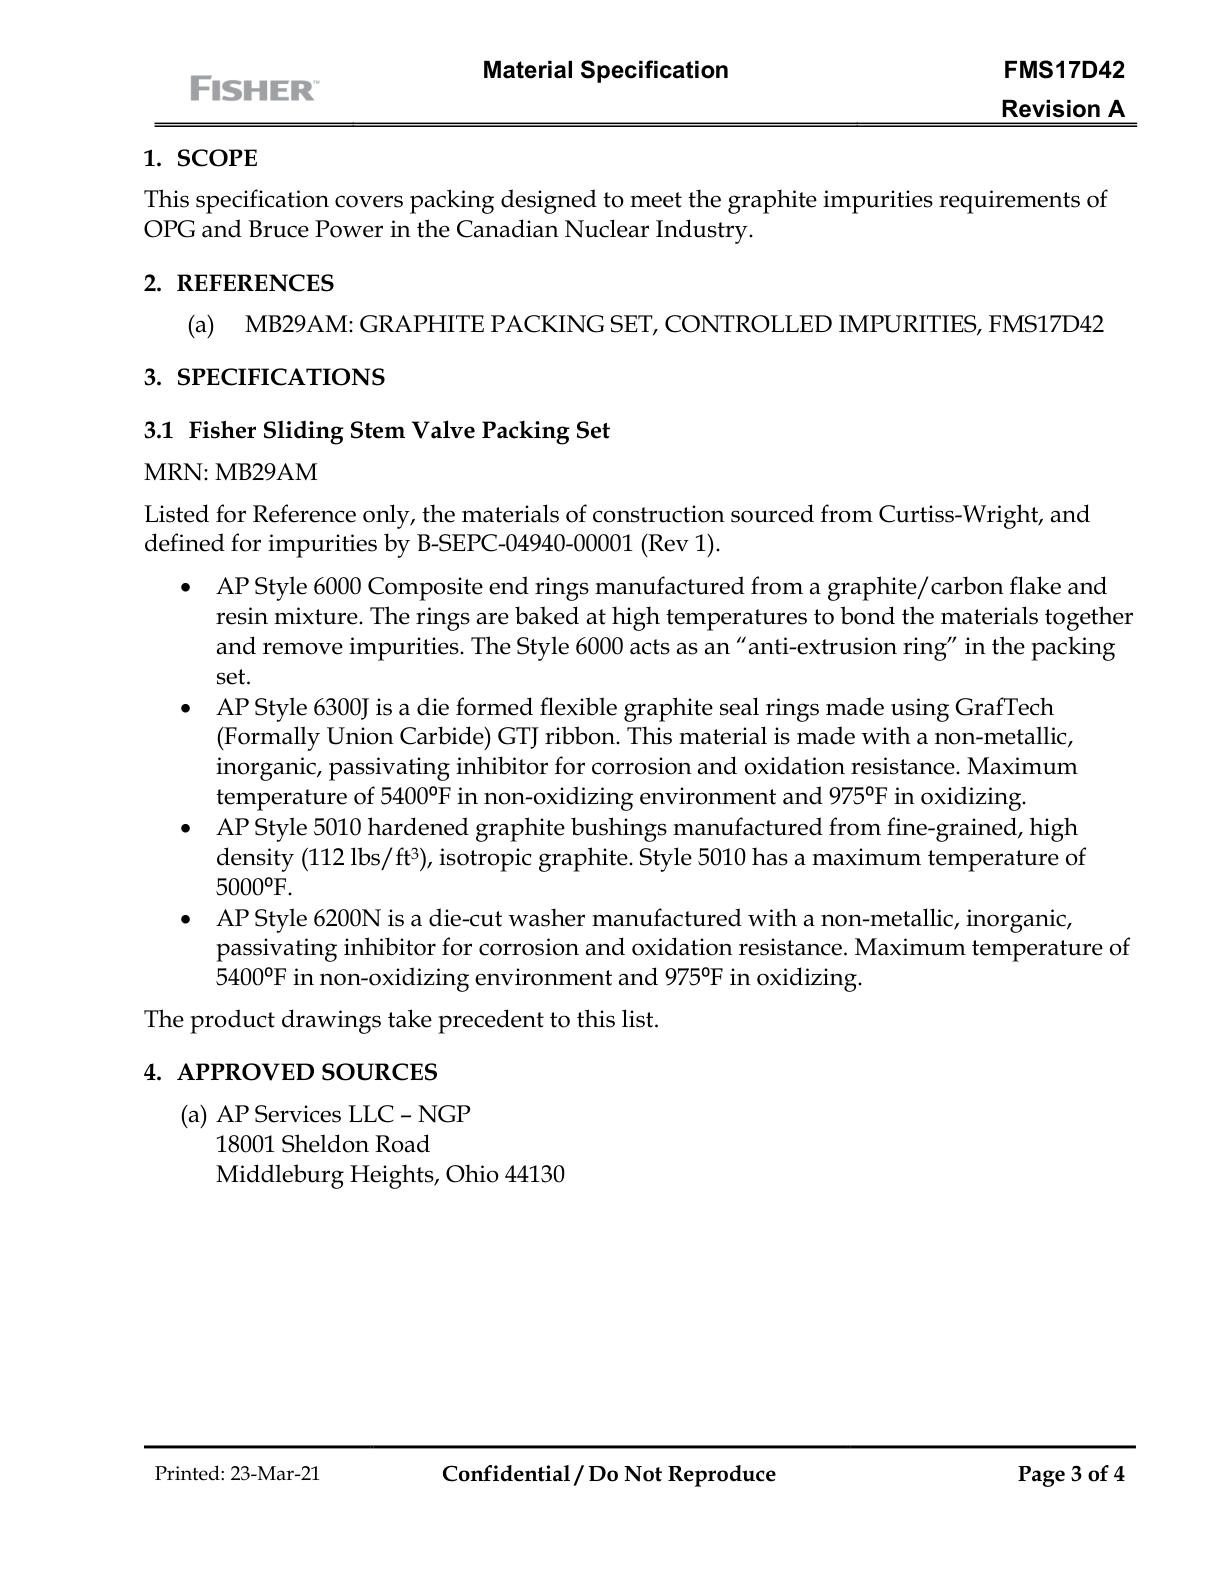 FISHER™
Material Specification
FMS17D42
Revision A
1. SCOPE
This specification covers packing designed to meet the graphite impurities requirements of
OPG and Bruce Power in the Canadian Nuclear Industry.
2. REFERENCES
(a) MB29AM: GRAPHITE PACKING SET, CONTROLLED IMPURITIES, FMS17D42
3. SPECIFICATIONS
3.1 Fisher Sliding Stem Valve Packing Set
MRN: MB29AM
Listed for Reference only, the materials of construction sourced from Curtiss-Wright, and
defined for impurities by B-SEPC-04940-00001 (Rev 1).
• AP Style 6000 Composite end rings manufactured from a graphite/carbon flake and
resin mixture. The rings are baked at high temperatures to bond the materials together
and remove impurities. The Style 6000 acts as an “anti-extrusion ring” in the packing
set.
• AP Style 6300J is a die formed flexible graphite seal rings made using GrafTech
(Formally Union Carbide) GTJ ribbon. This material is made with a non-metallic,
inorganic, passivating inhibitor for corrosion and oxidation resistance. Maximum
temperature of 5400⁰F in non-oxidizing environment and 975⁰F in oxidizing.
• AP Style 5010 hardened graphite bushings manufactured from fine-grained, high
density (112 lbs/ft³), isotropic graphite. Style 5010 has a maximum temperature of
5000⁰F.
• AP Style 6200N is a die-cut washer manufactured with a non-metallic, inorganic,
passivating inhibitor for corrosion and oxidation resistance. Maximum temperature of
5400⁰F in non-oxidizing environment and 975⁰F in oxidizing.
The product drawings take precedent to this list.
4. APPROVED SOURCES
(a) AP Services LLC – NGP
18001 Sheldon Road
Middleburg Heights, Ohio 44130
Printed: 23-Mar-21
Confidential / Do Not Reproduce
Page 3 of 4